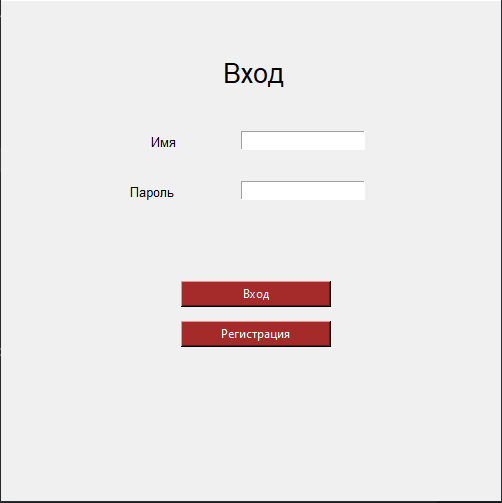 Вход
Имя
Пароль
Вход
Регистрация